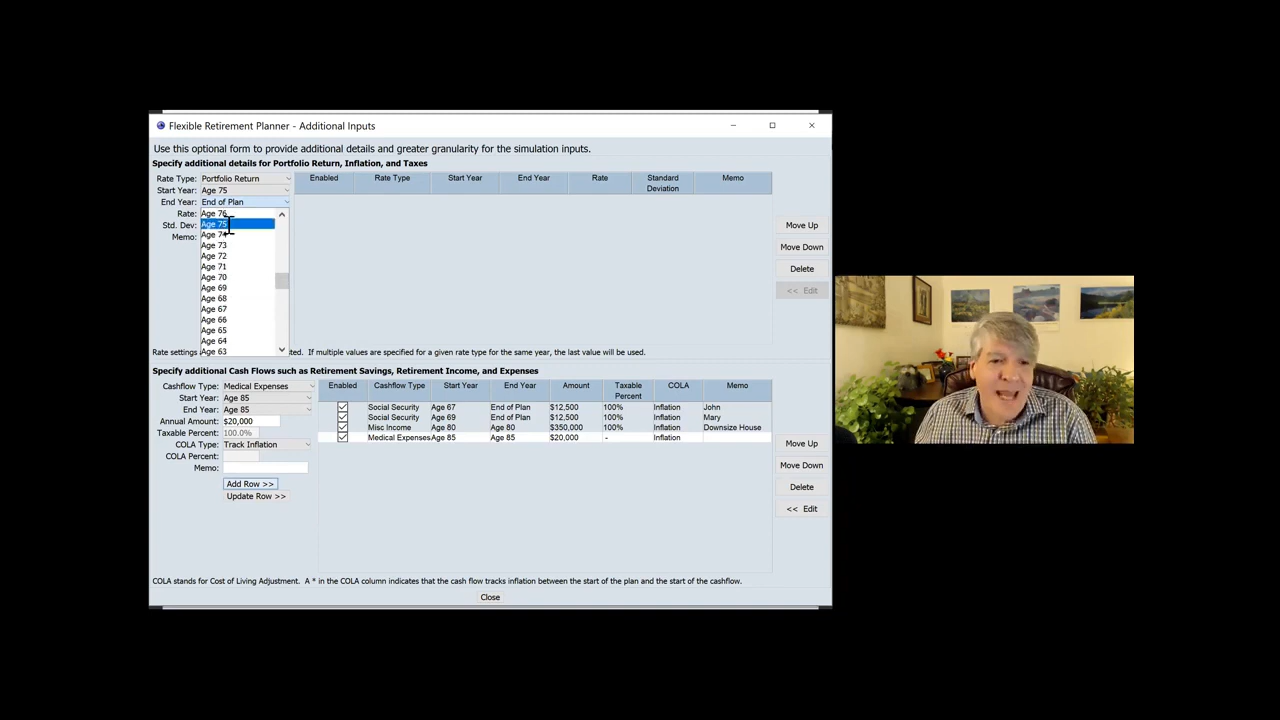 Flexible Retirement Planner - Additional Inputs
Use this optional form to provide additional details and greater granularity for the simulation inputs.
Specify additional details for Portfolio Return, Inflation, and Taxes
Rate Type: Portfolio Return
Start Year: Age 75
End Year: End of Plan
Rate:
Std. Dev:
Memo:
Age 76
Age 75
Age 74
Age 73
Age 72
Age 71
Age 70
Age 69
Age 68
Age 67
Age 66
Age 65
Age 64
Age 63
Enabled Rate Type Start Year End Year Rate Standard Deviation Memo
Move Up
Move Down
Delete
<< Edit
Rate settings ted. If multiple values are specified for a given rate type for the same year, the last value will be used.
Specify additional Cash Flows such as Retirement Savings, Retirement Income, and Expenses
Cashflow Type: Medical Expenses
Start Year: Age 85
End Year: Age 85
Annual Amount: $20,000
Taxable Percent: 100.0%
COLA Type: Track Inflation
COLA Percent:
Memo:
Add Row >>
Update Row >>
Enabled Cashflow Type Start Year End Year Amount Taxable Percent COLA Memo
Social Security Age 67 End of Plan $12,500 100% Inflation John
Social Security Age 69 End of Plan $12,500 100% Inflation Mary
Misc Income Age 80 Age 80 $350,000 100% Inflation Downsize House
Medical Expenses Age 85 Age 85 $20,000 - Inflation
Move Up
Move Down
Delete
<< Edit
COLA stands for Cost of Living Adjustment. A * in the COLA column indicates that the cash flow tracks inflation between the start of the plan and the start of the cashflow.
Close